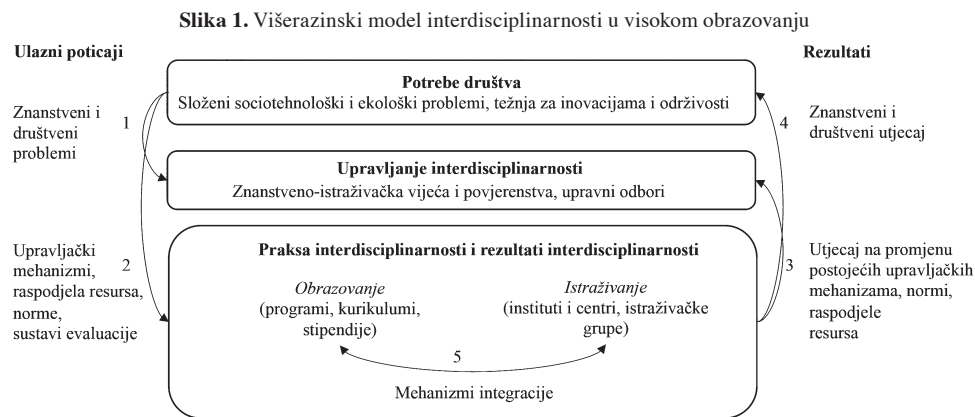 Slika 1. Višerazinski model interdisciplinarnosti u visokom obrazovanju
Ulazni poticaji
Rezultati
Potrebe društva
Složeni sociotehnološki i ekološki problemi, težnja za inovacijama i održivosti
Znanstveni i
društveni
problemi
1
4
Znanstveni i
društveni utjecaj
Upravljanje interdisciplinarnosti
Znanstveno-istraživačka vijeća i povjerenstva, upravni odbori
Praksa interdisciplinarnosti i rezultati interdisciplinarnosti
Upravljački
mehanizmi,
raspodjela resursa,
norme,
sustavi evaluacije
2
3
Utjecaj na promjenu
postojećih upravljačkih
mehanizama, normi,
raspodjele
resursa
Obrazovanje
(programi, kurikulumi,
stipendije)
Istraživanje
(instituti i centri, istraživačke
grupe)
5
Mehanizmi integracije